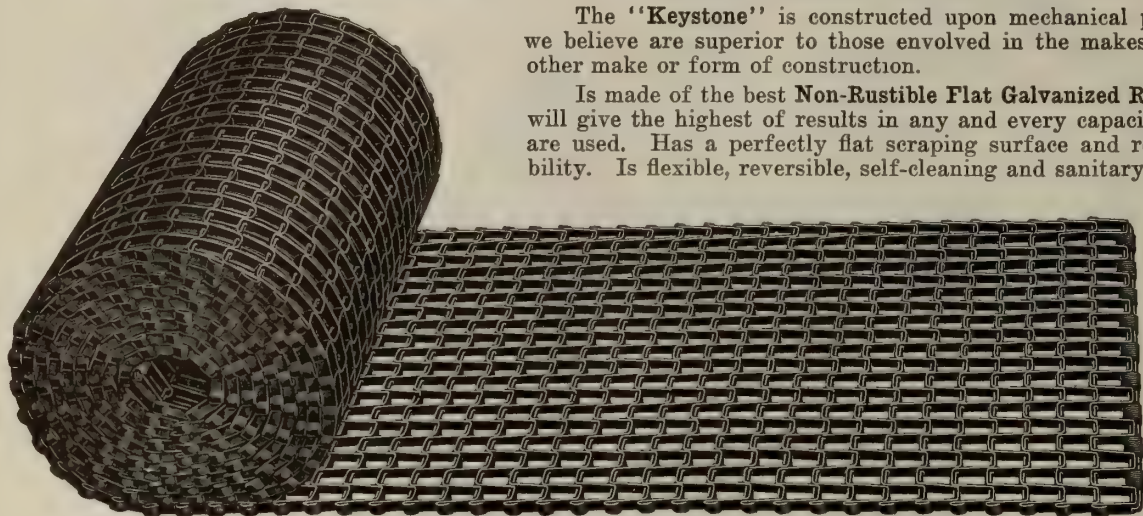 The "Keystone" is constructed upon mechanical
we believe are superior to those envolved in the makes
other make or form of construction.
Is made of the best Non-Rustible Flat Galvanized
will give the highest of results in any and every
are used. Has a perfectly flat scraping surface and
bility. Is flexible, reversible, self-cleaning and sanitary